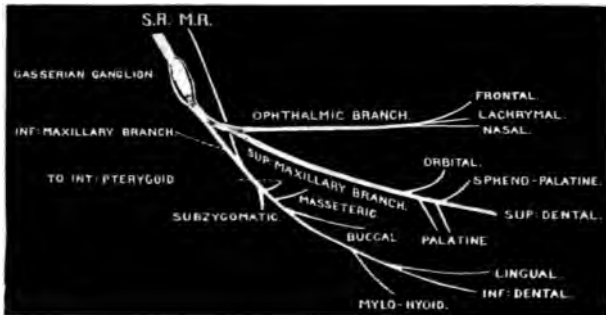 S.R. M.R.
GASSERIAN GANGLION
OPHTHALMIC BRANCH.
FRONTAL.
LACHRYMAL.
NASAL.
INF: MAXILLARY BRANCH.
SUP: MAXILLARY BRANCH.
ORBITAL.
SPHENO-PALATINE.
TO INT: PTERYGOID
MASSETERIC
SUBZYGOMATIC.
BUCCAL
PALATINE
SUP: DENTAL.
LINGUAL.
INF: DENTAL.
MYLO-HYOID.